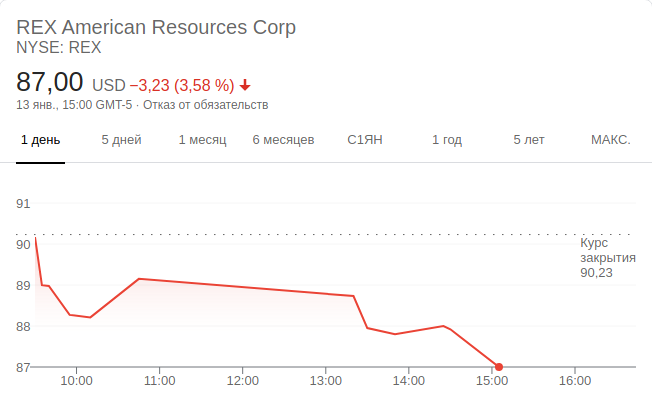 REX American Resources Corp
NYSE: REX
87,00 USD −3,23 (3,58 %)
13 янв., 15:00 GMT-5 · Отказ от обязательств
1 день 5 дней 1 месяц 6 месяцев С1ЯН 1 год 5 лет МАКС.
91
90
89
88
87
Курс
закрытия
90,23
10:00 11:00 12:00 13:00 14:00 15:00 16:00